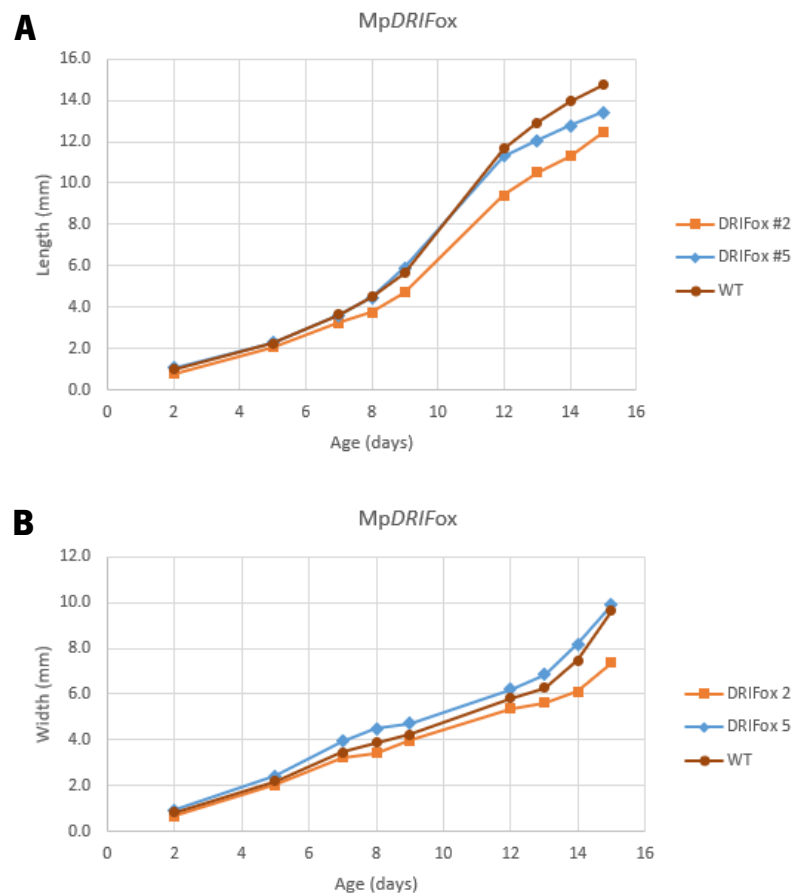 A
MpDRIFox
16.0
14.0
12.0
10.0
8.0
6.0
4.0
2.0
0.0
Length (mm)
0 2 4 6 8 10 12 14 16
Age (days)
DRIFox #2
DRIFox #5
WT
B
MpDRIFox
12.0
10.0
8.0
6.0
4.0
2.0
0.0
Width (mm)
0 2 4 6 8 10 12 14 16
Age (days)
DRIFox 2
DRIFox 5
WT